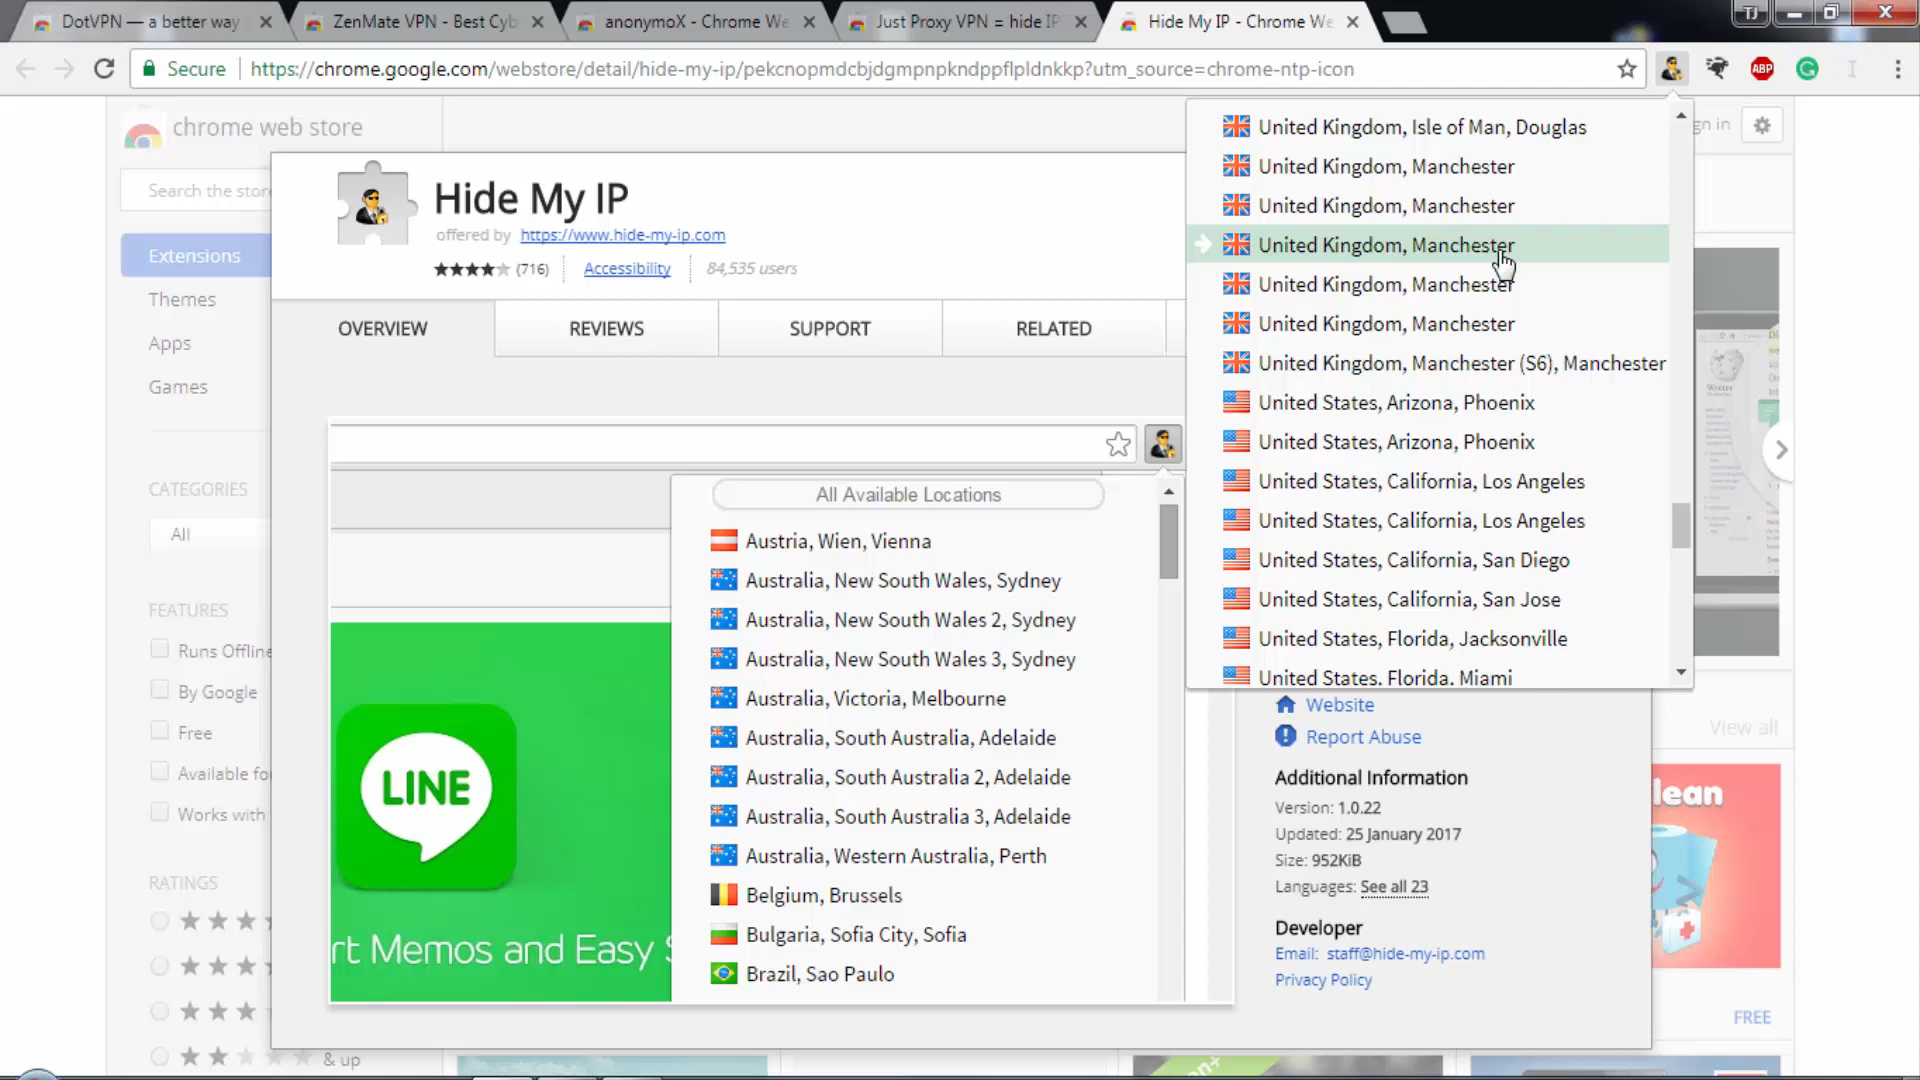 DotVPN — a better way
ZenMate VPN - Best Cyb
anonymoX - Chrome We
Just Proxy VPN = hide IP
Hide My IP - Chrome We
TJ
Secure
https://chrome.google.com/webstore/detail/hide-my-ip/pekcnopmdcbjdgmpnpkndppflpldnkkp?utm_source=chrome-ntp-icon
ABP
chrome web store
Search the store
Extensions
Themes
Apps
Games
CATEGORIES
All
FEATURES
Runs Offline
By Google
Free
Available fo
Works with
RATINGS
& up
Hide My IP
offered by https://www.hide-my-ip.com
(716)
Accessibility
84,535 users
OVERVIEW
REVIEWS
SUPPORT
RELATED
All Available Locations
Austria, Wien, Vienna
Australia, New South Wales, Sydney
Australia, New South Wales 2, Sydney
Australia, New South Wales 3, Sydney
Australia, Victoria, Melbourne
Australia, South Australia, Adelaide
Australia, South Australia 2, Adelaide
Australia, South Australia 3, Adelaide
Australia, Western Australia, Perth
Belgium, Brussels
Bulgaria, Sofia City, Sofia
Brazil, Sao Paulo
LINE
rt Memos and Easy S
United Kingdom, Isle of Man, Douglas
United Kingdom, Manchester
United Kingdom, Manchester
United Kingdom, Manchester
United Kingdom, Manchester
United Kingdom, Manchester
United Kingdom, Manchester (S6), Manchester
United States, Arizona, Phoenix
United States, Arizona, Phoenix
United States, California, Los Angeles
United States, California, Los Angeles
United States, California, San Diego
United States, California, San Jose
United States, Florida, Jacksonville
United States, Florida, Miami
gn in
Website
Report Abuse
Additional Information
Version: 1.0.22
Updated: 25 January 2017
Size: 952KiB
Languages: See all 23
Developer
Email: staff@hide-my-ip.com
Privacy Policy
View all
lean
FREE